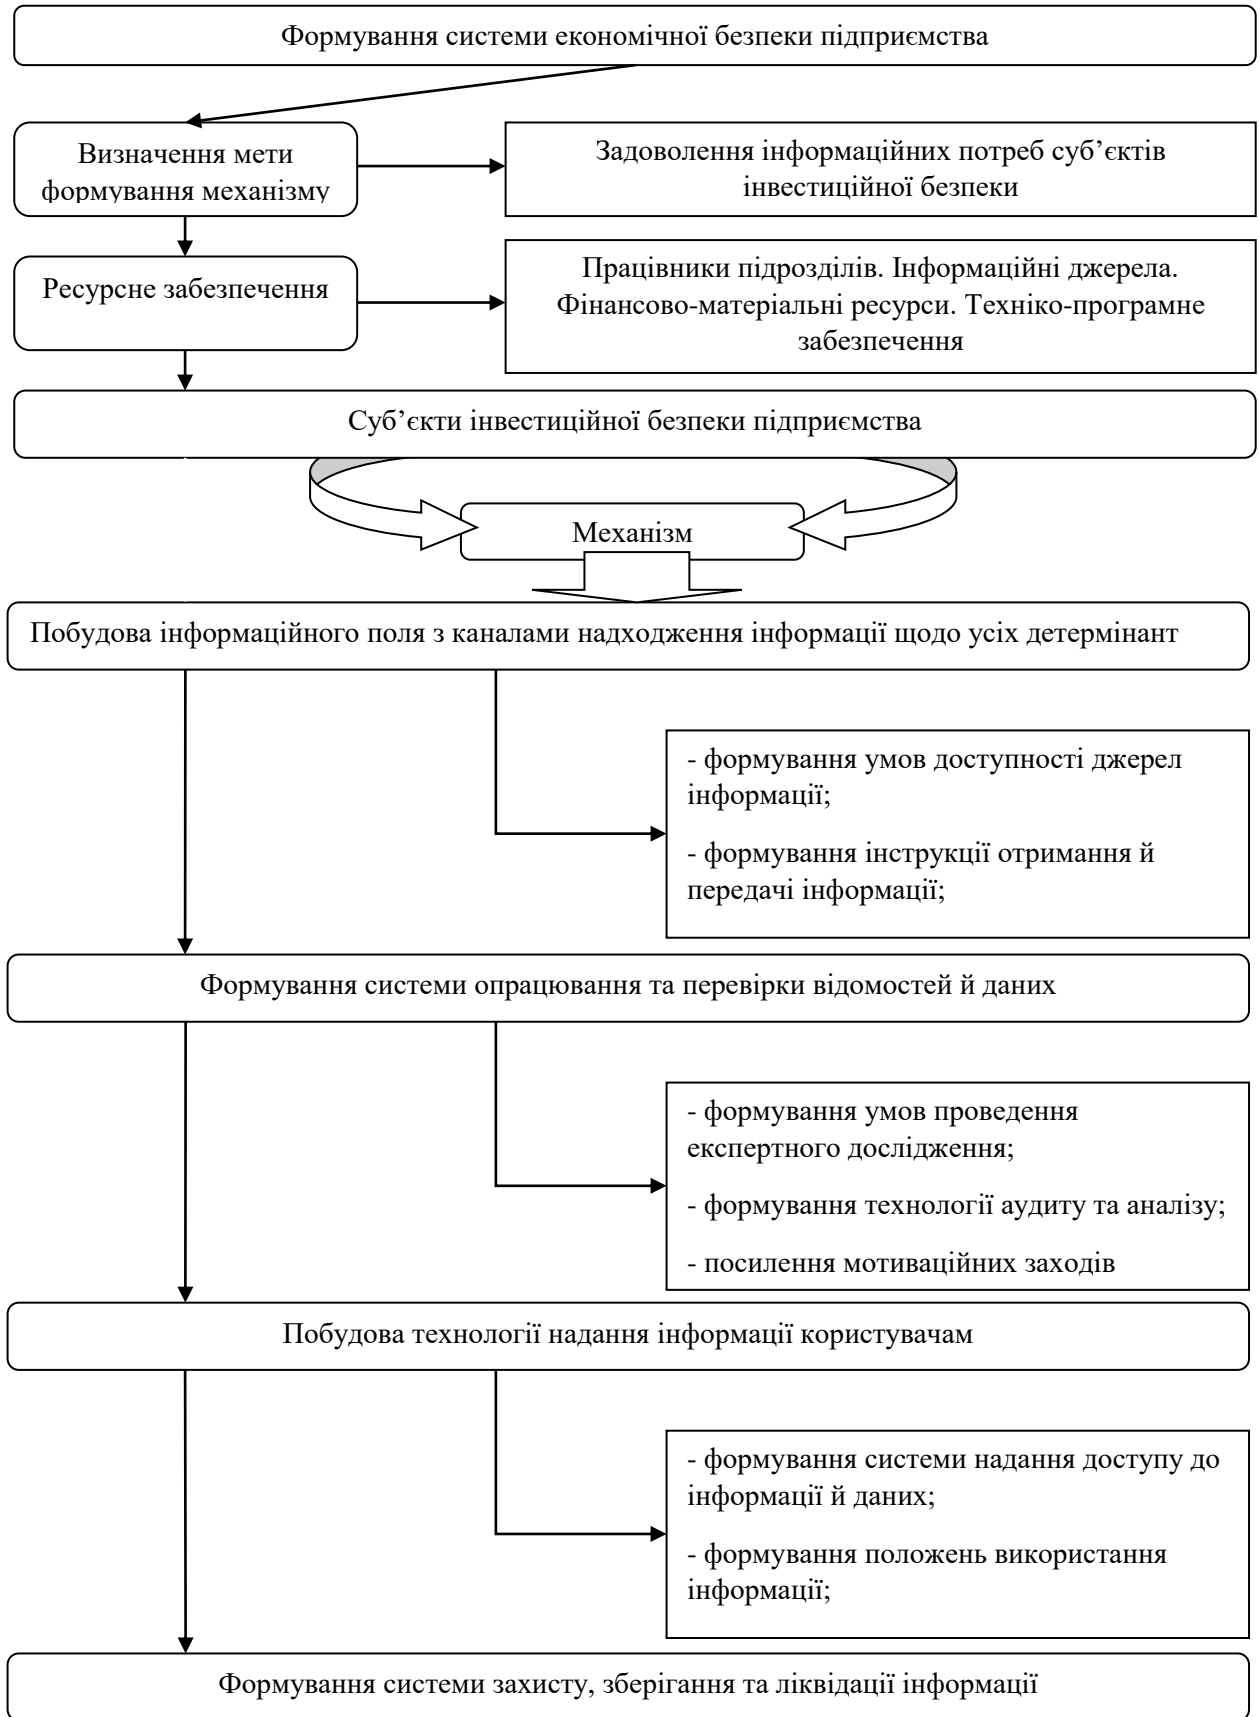 Формування системи економічної безпеки підприємства
Визначення мети
формування механізму
Задоволення інформаційних потреб суб’єктів
інвестиційної безпеки
Ресурсне забезпечення
Працівники підрозділів. Інформаційні джерела.
Фінансово-матеріальні ресурси. Техніко-програмне
забезпечення
Суб’єкти інвестиційної безпеки підприємства
Механізм
Побудова інформаційного поля з каналами надходження інформації щодо усіх детермінант
- формування умов доступності джерел
інформації;
- формування інструкції отримання й
передачі інформації;
Формування системи опрацювання та перевірки відомостей й даних
- формування умов проведення
експертного дослідження;
- формування технології аудиту та аналізу;
- посилення мотиваційних заходів
Побудова технології надання інформації користувачам
- формування системи надання доступу до
інформації й даних;
- формування положень використання
інформації;
Формування системи захисту, зберігання та ліквідації інформації